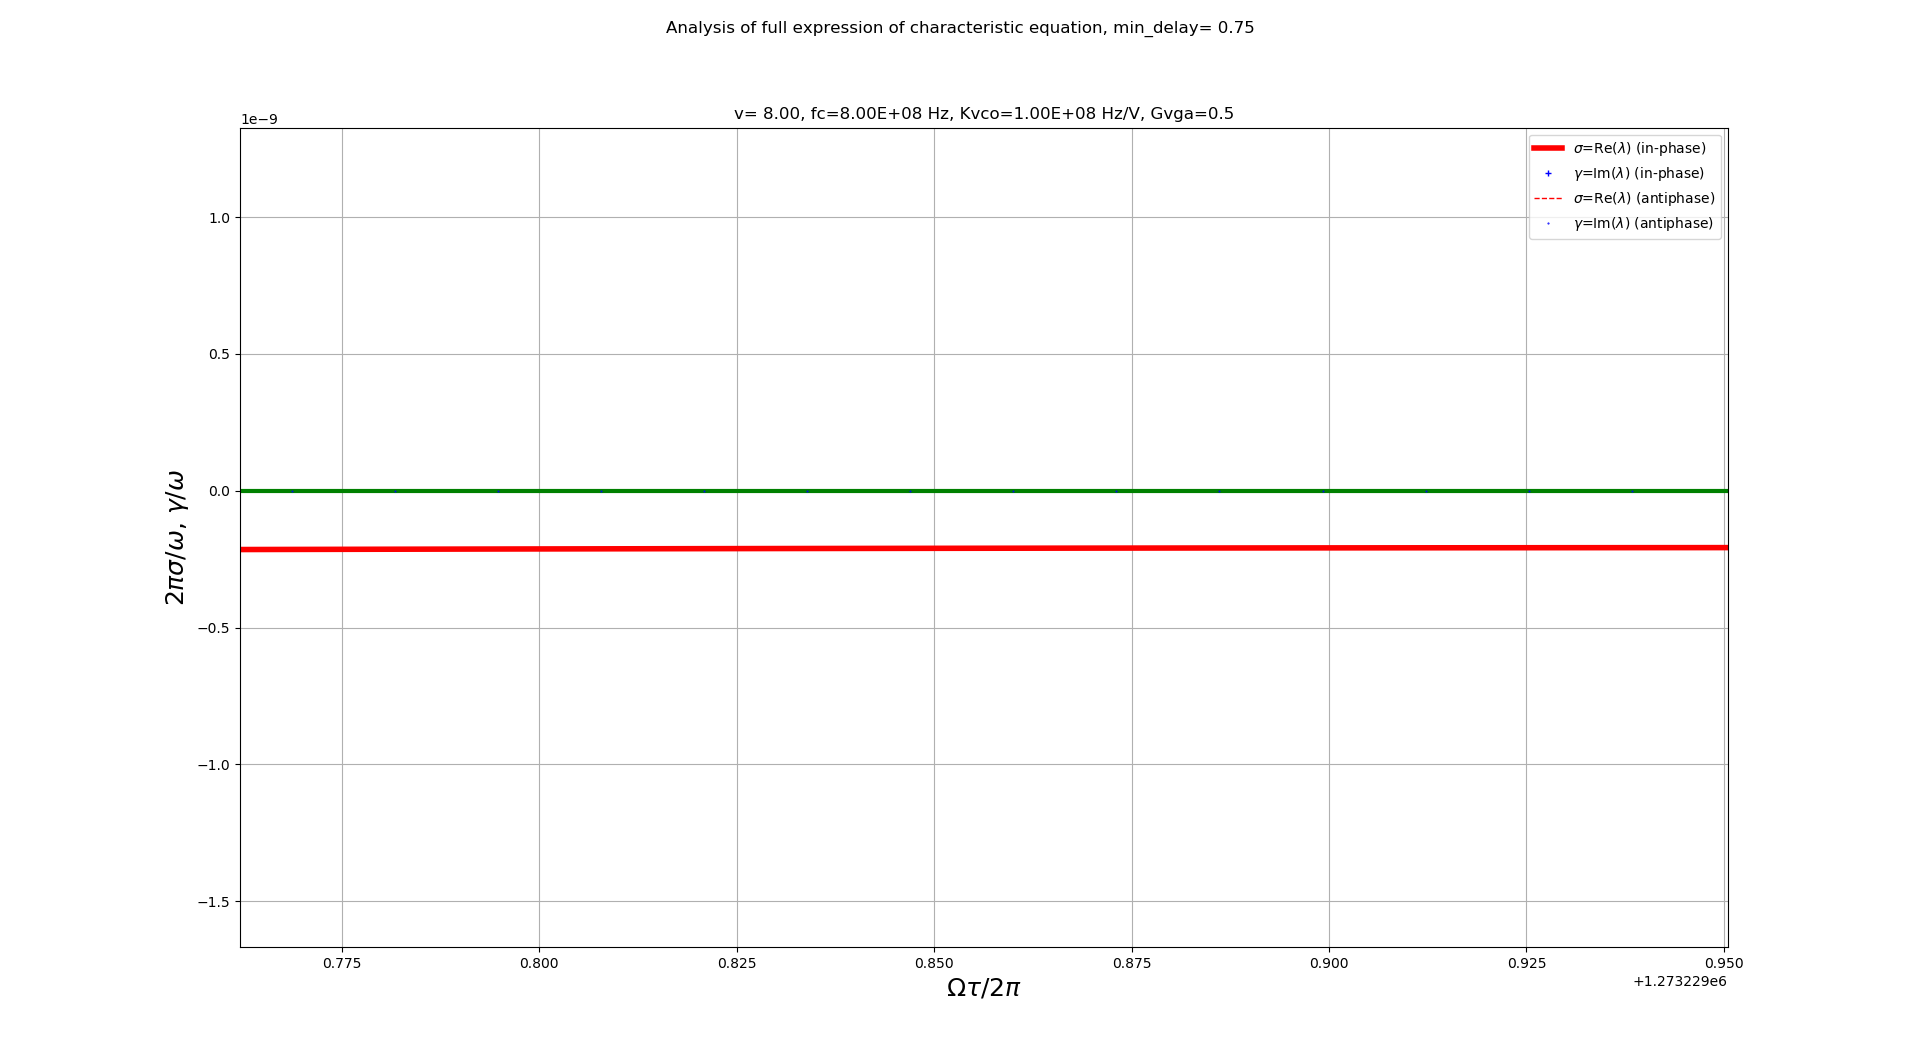 Analysis of full expression of characteristic equation, min_delay= 0.75
v= 8.00, fc=8.00E+08 Hz, Kvco=1.00E+08 Hz/V, Gvga=0.5
1e−9
σ=Re(λ) (in-phase)
γ=Im(λ) (in-phase)
σ=Re(λ) (antiphase)
γ=Im(λ) (antiphase)
1.0
0.5
0.0
−0.5
−1.0
−1.5
2πσ/ω, γ/ω
0.775 0.800 0.825 0.850 0.875 0.900 0.925 0.950
+1.273229e6
Ωτ/2π